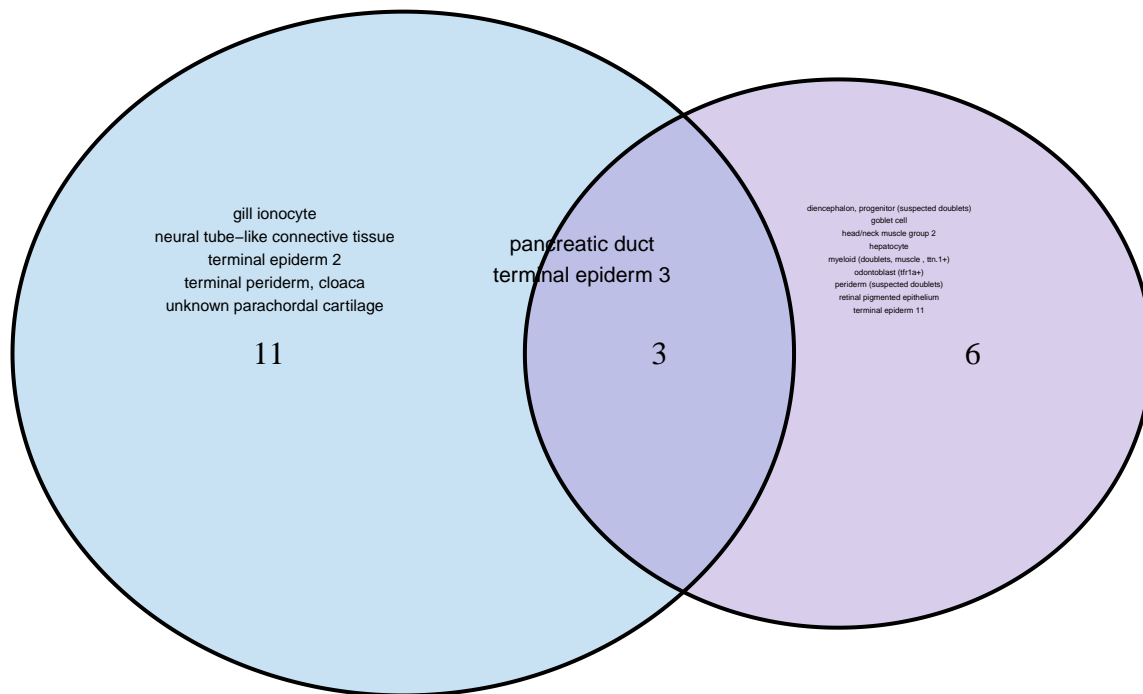 gill ionocyte
neural tube−like connective tissue
terminal epiderm 2
terminal periderm, cloaca
unknown parachordal cartilage
11
pancreatic duct
terminal epiderm 3
3
diencephalon, progenitor (suspected doublets)
goblet cell
head/neck muscle group 2
hepatocyte
myeloid (doublets, muscle , ttn.1+)
odontoblast (tfr1a+)
periderm (suspected doublets)
retinal pigmented epithelium
terminal epiderm 11
6